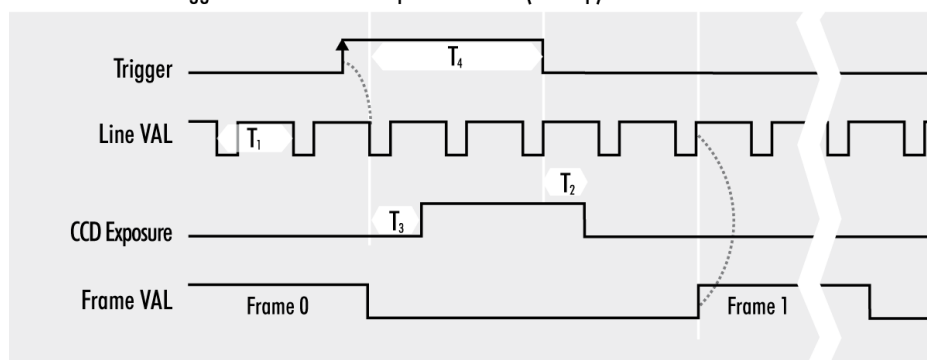 Trigger
T₄
Line VAL
T₁
T₂
CCD Exposure
T₃
Frame VAL
Frame 0
Frame 1